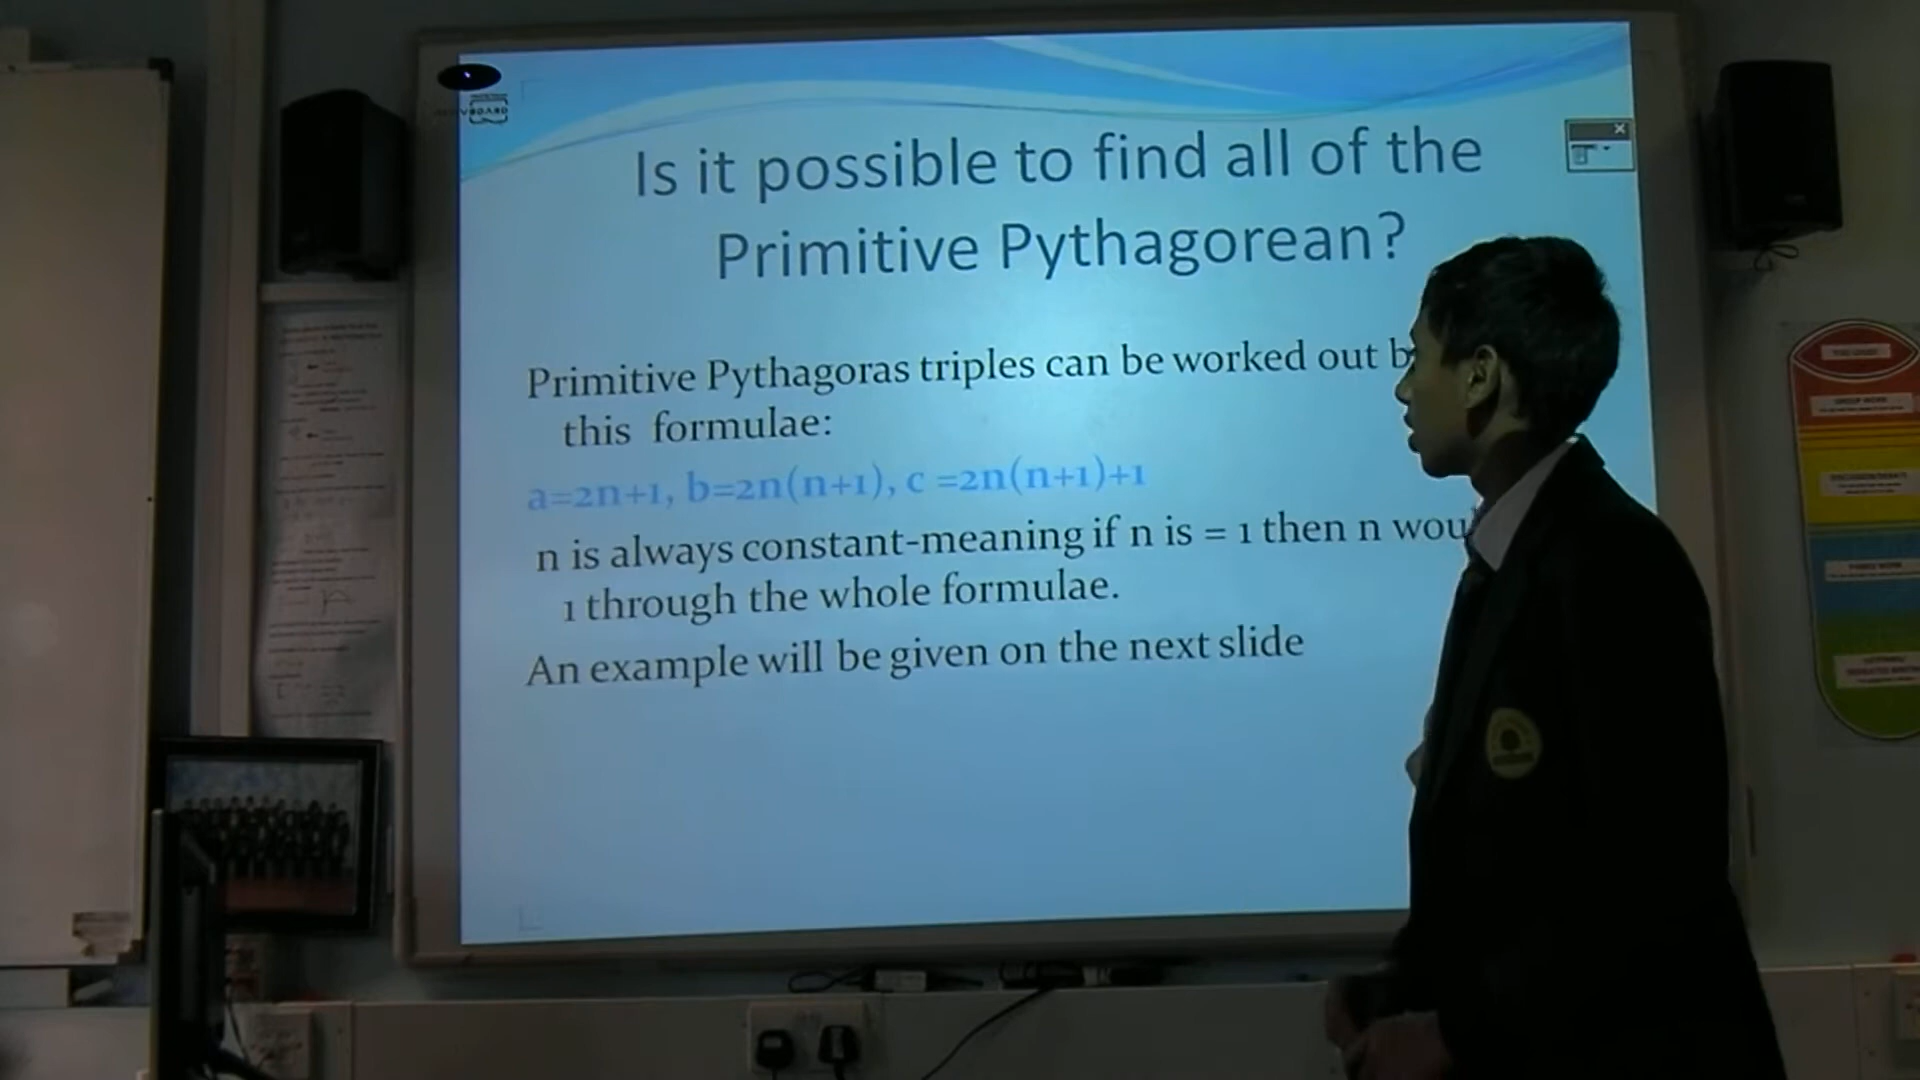 Is it possible to find all of the
Primitive Pythagorean?
Primitive Pythagoras triples can be worked out b
this formulae:
a=2n+1, b=2n(n+1), c =2n(n+1)+1
n is always constant-meaning if n is = 1 then n wou
1 through the whole formulae.
An example will be given on the next slide